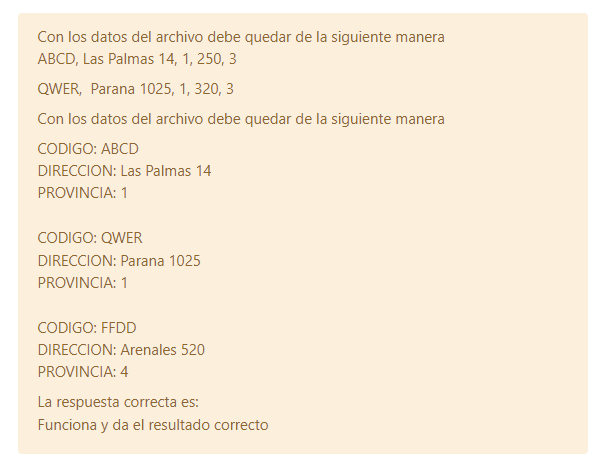 Con los datos del archivo debe quedar de la siguiente manera
ABCD, Las Palmas 14, 1, 250, 3
QWER,  Parana 1025, 1, 320, 3
Con los datos del archivo debe quedar de la siguiente manera
CODIGO: ABCD
DIRECCION: Las Palmas 14
PROVINCIA: 1
CODIGO: QWER
DIRECCION: Parana 1025
PROVINCIA: 1
CODIGO: FFDD
DIRECCION: Arenales 520
PROVINCIA: 4
La respuesta correcta es:
Funciona y da el resultado correcto